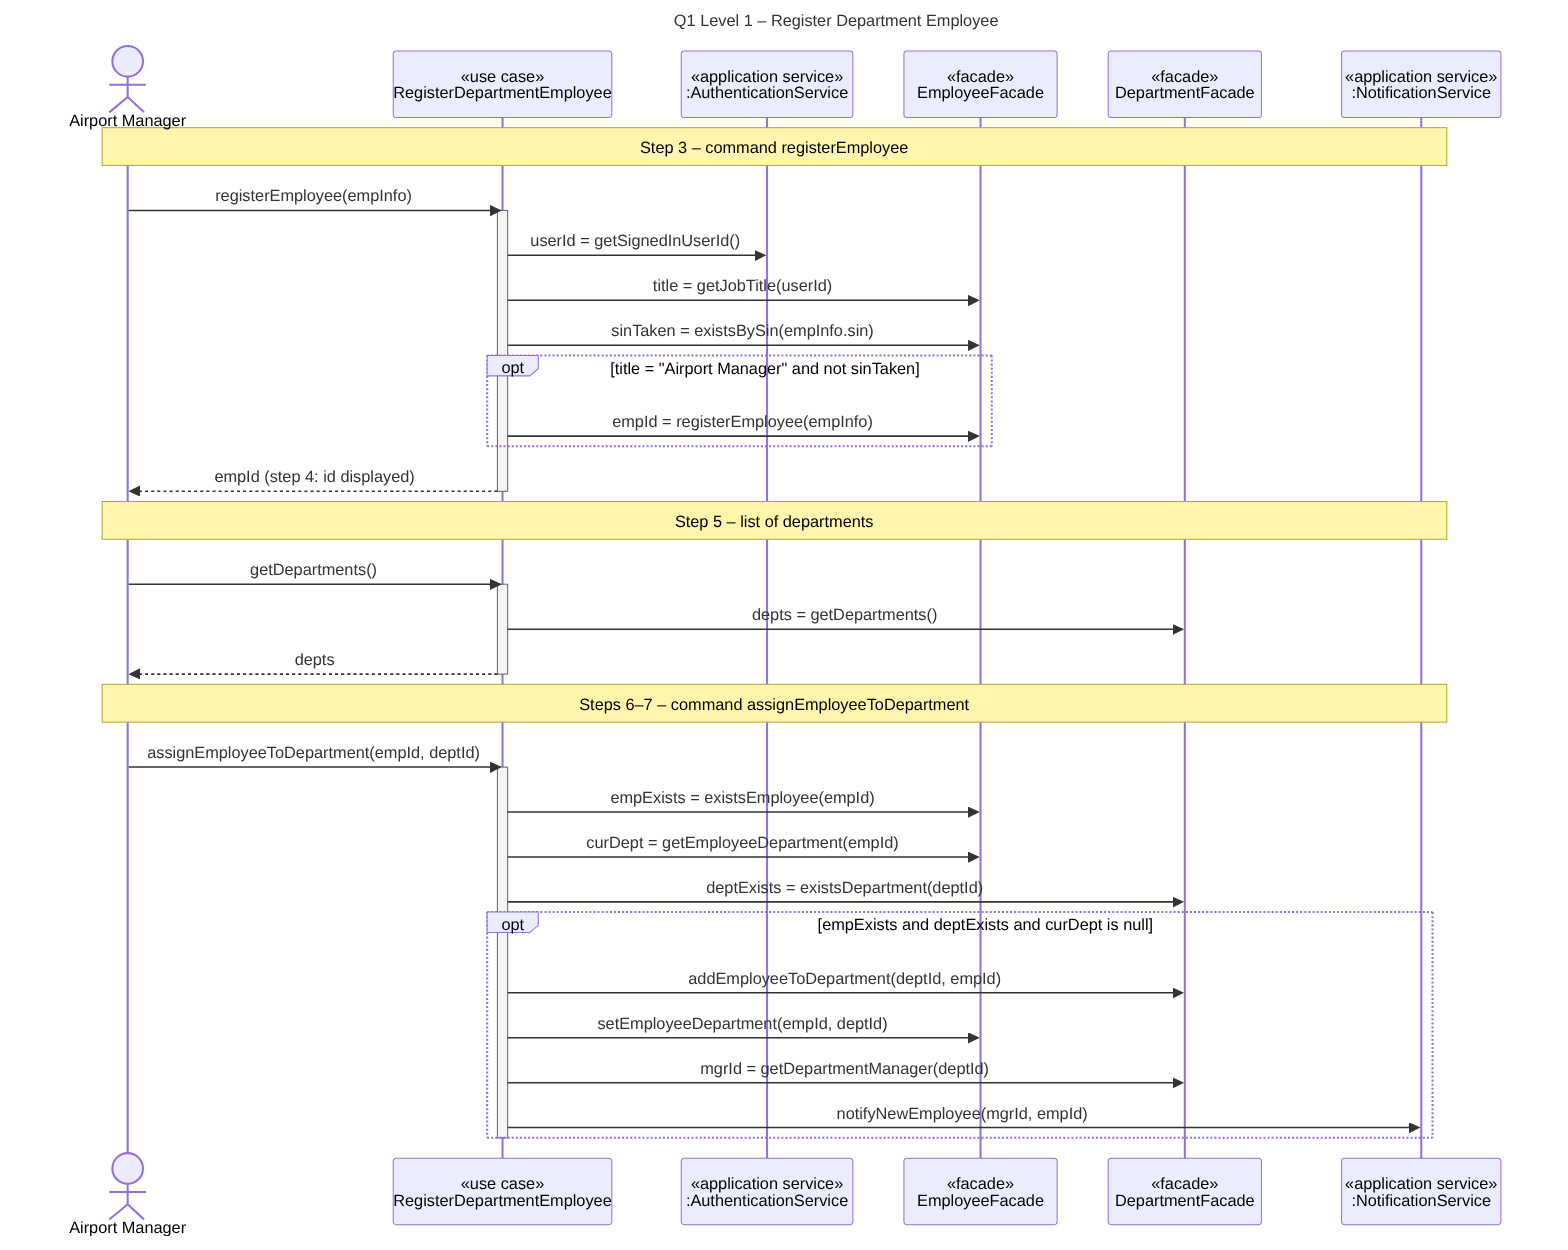 Q1 Level 1 – Register Department Employee
Airport Manager
«use case»
RegisterDepartmentEmployee
«application service»
:AuthenticationService
«facade»
EmployeeFacade
«facade»
DepartmentFacade
«application service»
:NotificationService
Step 3 – command registerEmployee
registerEmployee(empInfo)
userId = getSignedInUserId()
title = getJobTitle(userId)
sinTaken = existsBySin(empInfo.sin)
opt
[title = "Airport Manager" and not sinTaken]
empId = registerEmployee(empInfo)
empId (step 4: id displayed)
Step 5 – list of departments
getDepartments()
depts = getDepartments()
depts
Steps 6–7 – command assignEmployeeToDepartment
assignEmployeeToDepartment(empId, deptId)
empExists = existsEmployee(empId)
curDept = getEmployeeDepartment(empId)
deptExists = existsDepartment(deptId)
opt
[empExists and deptExists and curDept is null]
addEmployeeToDepartment(deptId, empId)
setEmployeeDepartment(empId, deptId)
mgrId = getDepartmentManager(deptId)
notifyNewEmployee(mgrId, empId)
Airport Manager
«use case»
RegisterDepartmentEmployee
«application service»
:AuthenticationService
«facade»
EmployeeFacade
«facade»
DepartmentFacade
«application service»
:NotificationService